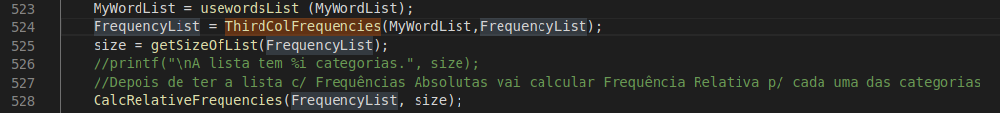 523 MyWordList = usewordsList (MyWordList);
524 FrequencyList = ThirdColFrequencies(MyWordList,FrequencyList);
525 size = getSizeOfList(FrequencyList);
526 //printf("\nA lista tem %i categorias.", size);
527 //Depois de ter a lista c/ Frequências Absolutas vai calcular Frequência Relativa p/ cada uma das categorias
528 CalcRelativeFrequencies(FrequencyList, size);